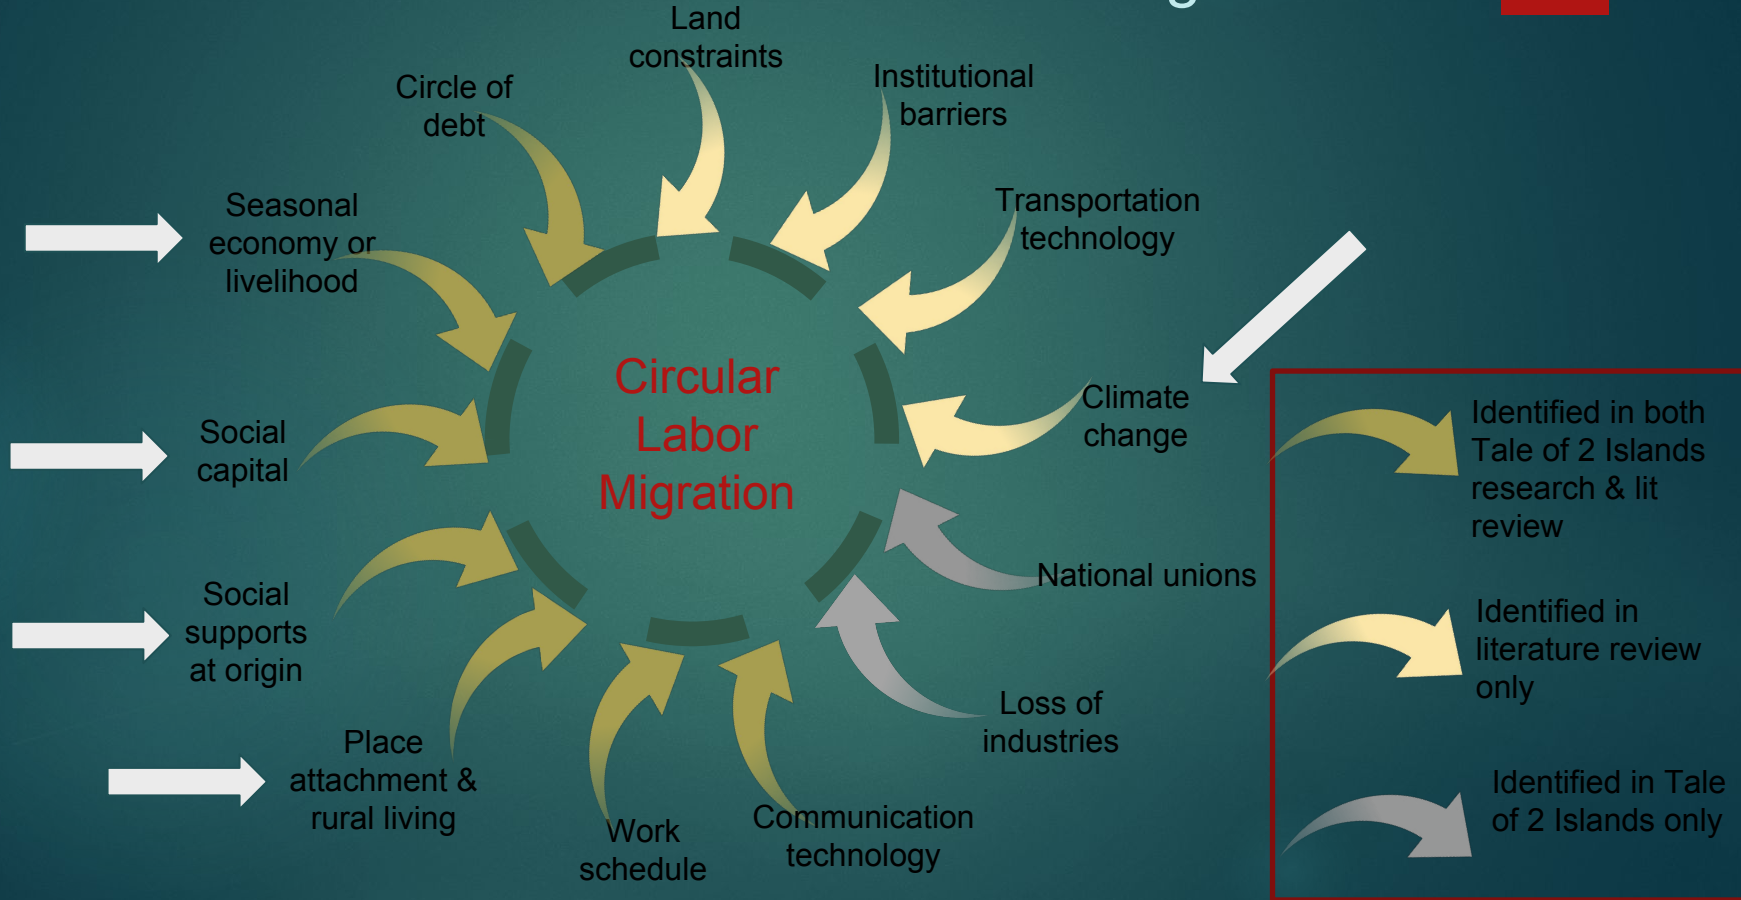 Land
constraints
Institutional
barriers
Circle of
debt
Transportation
technology
Seasonal
economy or
livelihood
Circular
Labor
Migration
Climate
change
Social
capital
National unions
Social
supports
at origin
Loss of
industries
Place
attachment &
rural living
Work
schedule
Communication
technology
Identified in both
Tale of 2 Islands
research & lit
review
Identified in
literature review
only
Identified in Tale
of 2 Islands only